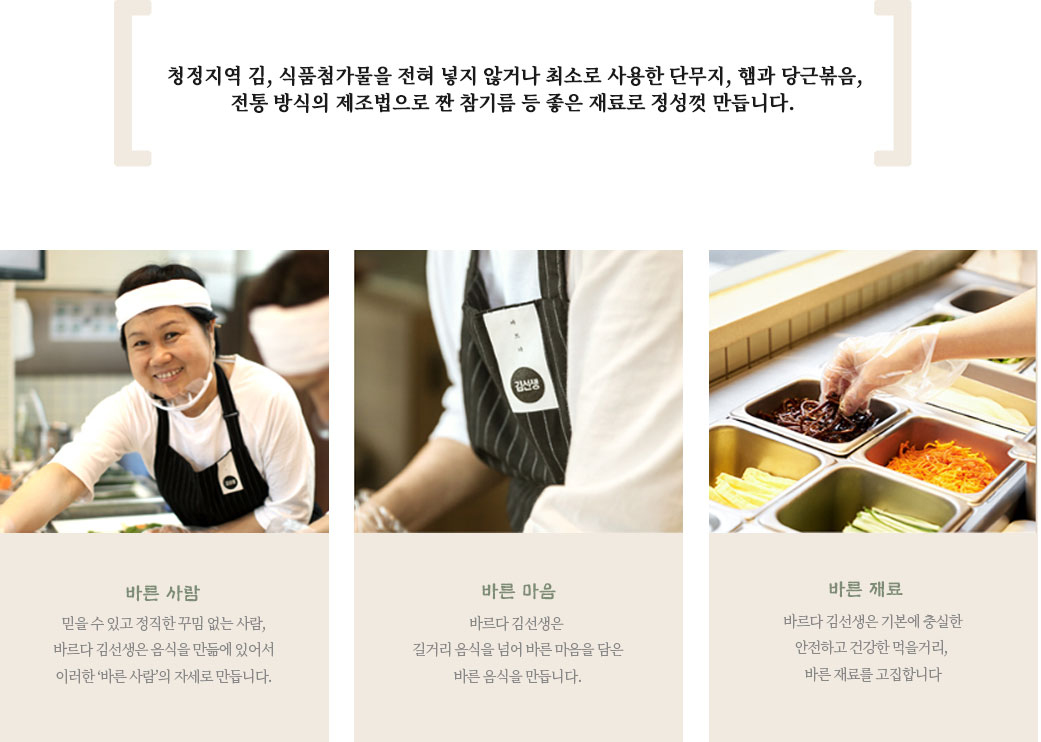 청정지역 김, 식품첨가물을 전혀 넣지 않거나 최소로 사용한 단무지, 햄과 당근볶음,
전통 방식의 제조법으로 짠 참기름 등 좋은 재료로 정성껏 만듭니다.
바르다
김선생
바른 사람
믿을 수 있고 정직한 꾸밈 없는 사람,
바르다 김선생은 음식을 만듦에 있어서
이러한 ‘바른 사람’의 자세로 만듭니다.
바른 마음
바르다 김선생은
길거리 음식을 넘어 바른 마음을 담은
바른 음식을 만듭니다.
바른 재료
바르다 김선생은 기본에 충실한
안전하고 건강한 먹을거리,
바른 재료를 고집합니다